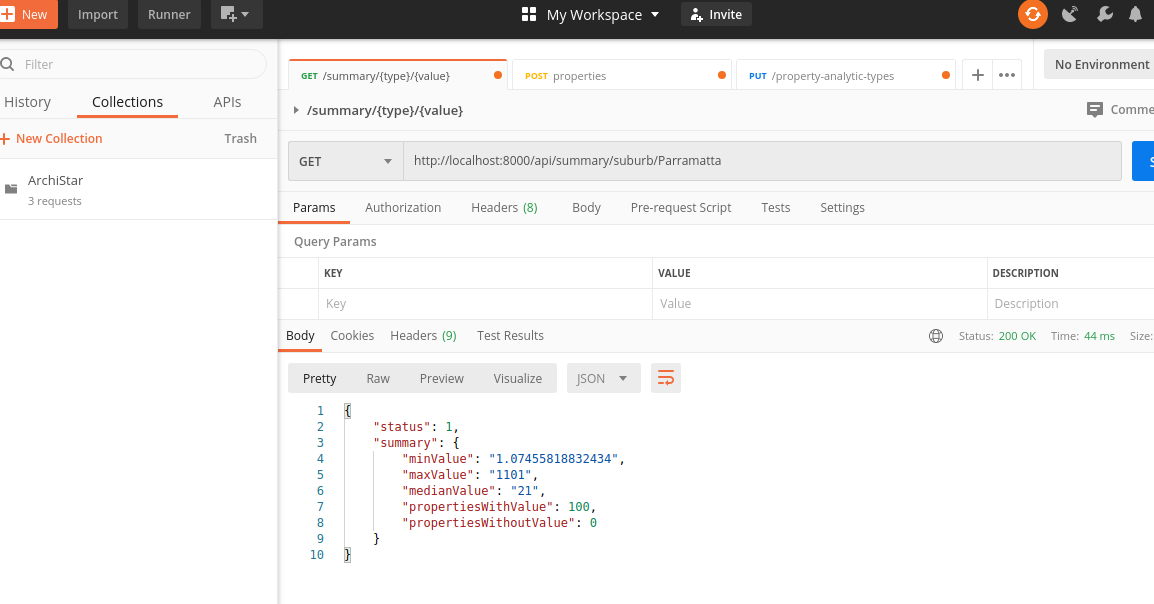 New Import Runner My Workspace Invite
Filter
History Collections APIs
New Collection Trash
ArchiStar
3 requests
GET /summary/{type}/{value} POST properties PUT /property-analytic-types No Environment
/summary/{type}/{value} Comme
GET http://localhost:8000/api/summary/suburb/Parramatta S
Params Authorization Headers (8) Body Pre-request Script Tests Settings
Query Params
KEY VALUE DESCRIPTION
Key Value Description
Body Cookies Headers (9) Test Results Status: 200 OK Time: 44 ms Size:
Pretty Raw Preview Visualize JSON
1 {
2 "status": 1,
3 "summary": {
4 "minValue": "1.07455818832434",
5 "maxValue": "1101",
6 "medianValue": "21",
7 "propertiesWithValue": 100,
8 "propertiesWithoutValue": 0
9 }
10 }